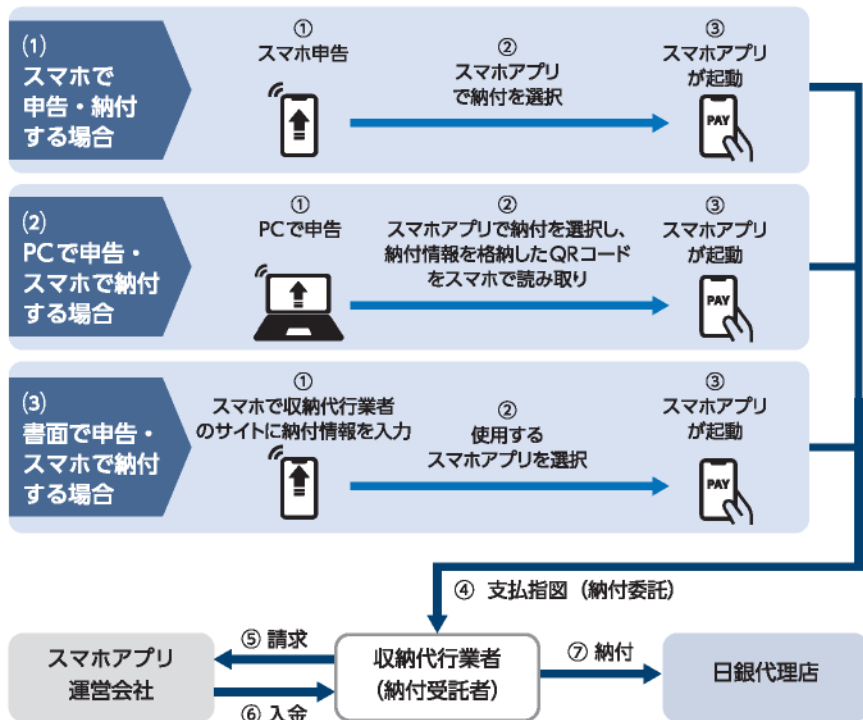 (1)
スマホで
申告・納付
する場合
①
スマホ申告
②
スマホアプリ
で納付を選択
③
スマホアプリ
が起動
PAY
(2)
PCで申告・
スマホで納付
する場合
①
PCで申告
②
スマホアプリで納付を選択し、
納付情報を格納したQRコード
をスマホで読み取り
③
スマホアプリ
が起動
PAY
(3)
書面で申告・
スマホで納付
する場合
①
スマホで収納代行業者
のサイトに納付情報を入力
②
使用する
スマホアプリを選択
③
スマホアプリ
が起動
PAY
④ 支払指図（納付委託）
スマホアプリ
運営会社
⑤ 請求
⑥ 入金
収納代行業者
（納付受託者）
⑦ 納付
日銀代理店